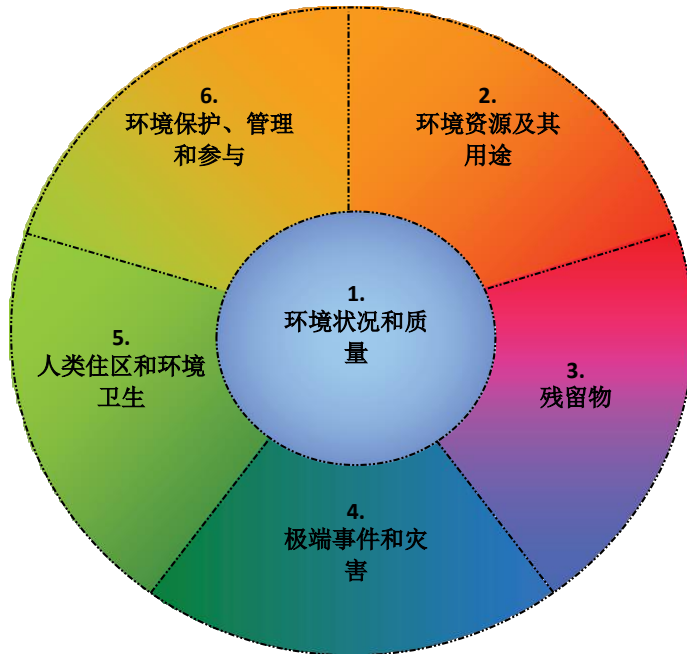 1.
环境状况和质
量
2.
环境资源及其
用途
3.
残留物
4.
极端事件和灾
害
5.
人类住区和环境
卫生
6.
环境保护、管理
和参与